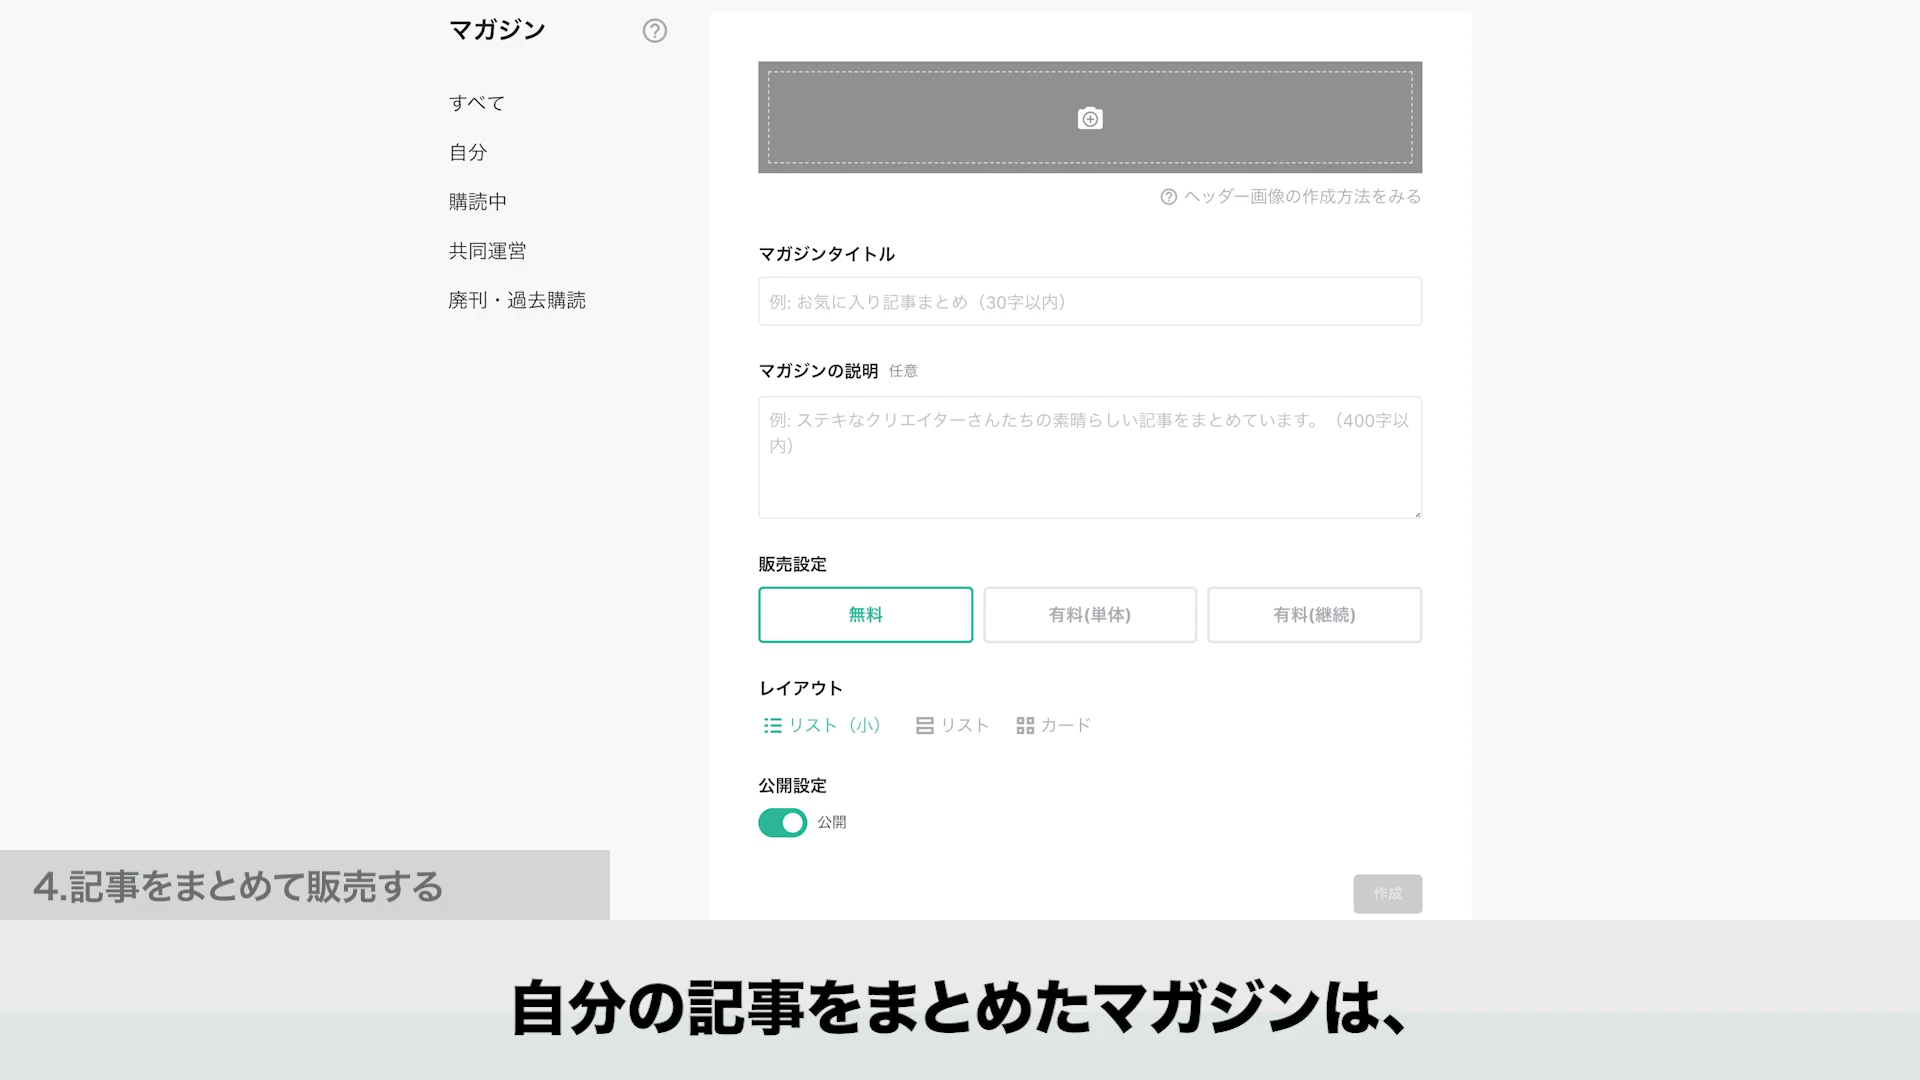 マガジン
すべて
自分
購読中
共同運営
廃刊・過去購読
ヘッダー画像の作成方法をみる
マガジンタイトル
例: お気に入り記事まとめ（30字以内）
マガジンの説明 任意
例: ステキなクリエイターさんたちの素晴らしい記事をまとめています。（400字以
内）
販売設定
無料 有料(単体) 有料(継続)
レイアウト
リスト（小） リスト カード
公開設定
公開
作成
4.記事をまとめて販売する
自分の記事をまとめたマガジンは、